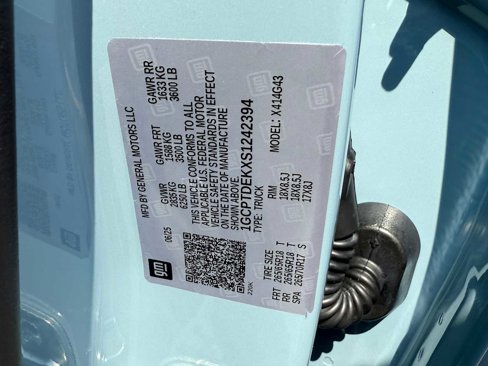 MFD BY GENERAL MOTORS LLC
06/25
GVWR GAWR FRT GAWR RR
2835 KG 1588 KG 1633 KG
6250 LB 3500 LB 3600 LB
THIS VEHICLE CONFORMS TO ALL
APPLICABLE U.S. FEDERAL MOTOR
VEHICLE SAFETY STANDARDS IN EFFECT
ON THE DATE OF MANUFACTURE
SHOWN ABOVE.
1GCPTDEKXS1242394
TYPE: TRUCK MODEL: X414G43
TIRE SIZE RIM
FRT 265/65R18 T 18X8.5J
RR 265/65R18 T 18X8.5J
SPA 265/70R17 S 17X8J
gm